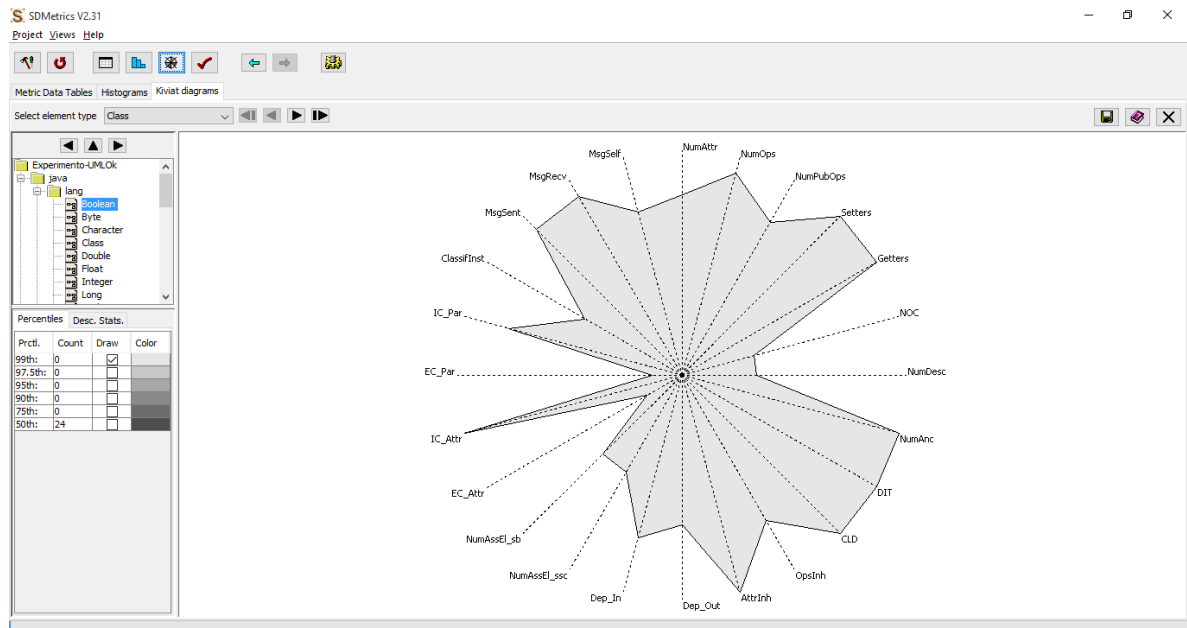 SDMetrics V2.31
Project Views Help
Metric Data Tables Histograms Kiviat diagrams
Select element type Class
Experimento-UMLOk
java
lang
Boolean
Byte
Character
Class
Double
Float
Integer
Long
Percentiles Desc. Stats.
Prctl. Count Draw Color
99th: 0
97.5th: 0
95th: 0
90th: 0
75th: 0
50th: 24
NumAttr
NumOps
NumPubOps
Setters
Getters
NOC
NumDesc
NumAnc
DIT
CLD
OpsInh
AttrInh
Dep_Out
Dep_In
NumAssEl_ssc
NumAssEl_sb
EC_Attr
IC_Attr
EC_Par
IC_Par
ClassifInst
MsgSent
MsgRecv
MsgSelf